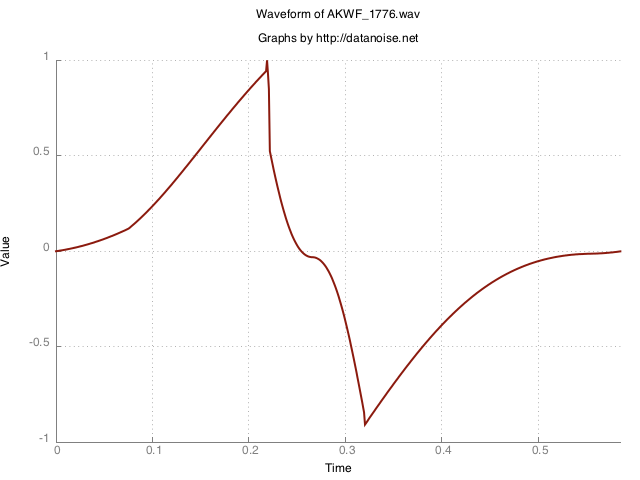 Waveform of AKWF_1776.wav
Graphs by http://datanoise.net
1
0.5
0
-0.5
-1
Value
0 0.1 0.2 0.3 0.4 0.5
Time